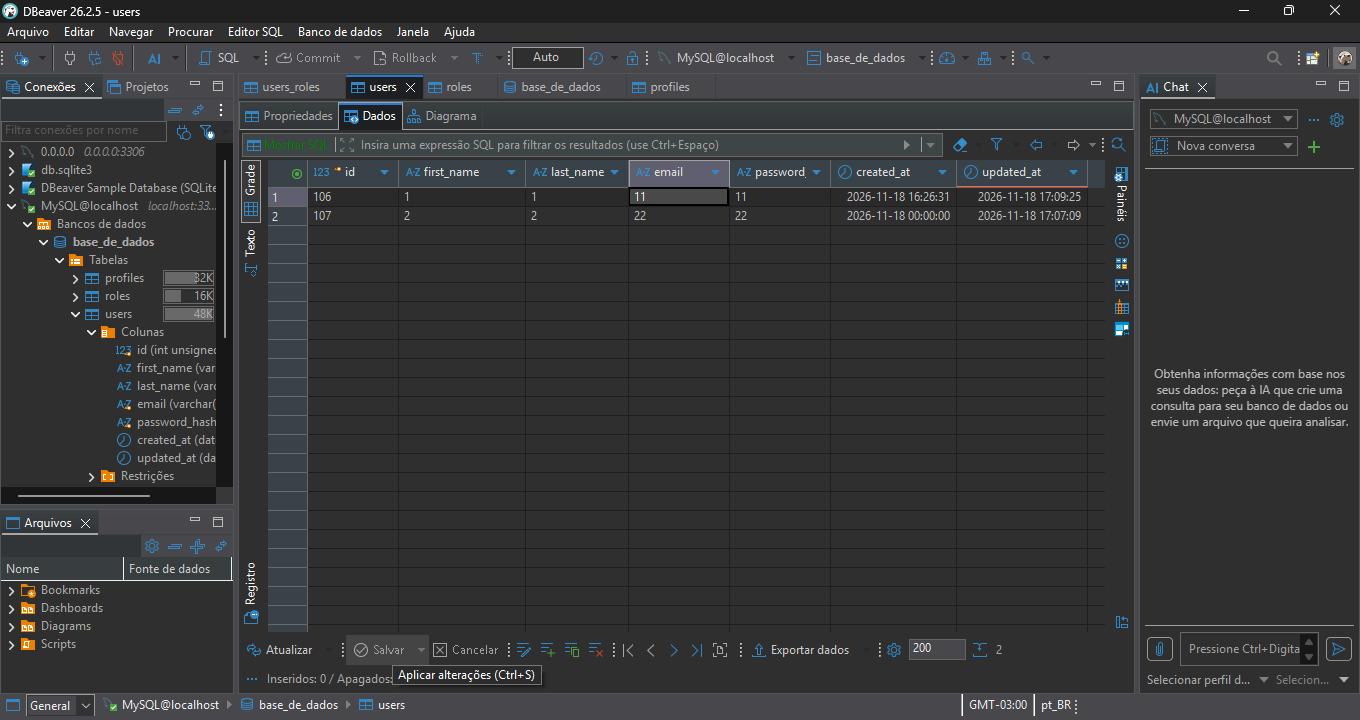 DBeaver 26.2.5 - users
Arquivo Editar Navegar Procurar Editor SQL Banco de dados Janela Ajuda
AI SQL Commit Rollback T Auto MySQL@localhost base_de_dados
Conexões Projetos
Filtra conexões por nome
0.0.0.0 0.0.0.0:3306
db.sqlite3
DBeaver Sample Database (SQLite
MySQL@localhost localhost:33...
Bancos de dados
base_de_dados
Tabelas
profiles 32K
roles 16K
users 48K
Colunas
123 id (int unsigned
A-Z first_name (var
A-Z last_name (varc
A-Z email (varchar(
A-Z password_hash
created_at (dat
updated_at (da
Restrições
Arquivos
Nome Fonte de dados
Bookmarks
Dashboards
Diagrams
Scripts
users_roles users roles base_de_dados profiles
Propriedades Dados Diagrama
Mostrar SQL Insira uma expressão SQL para filtrar os resultados (use Ctrl+Espaço)
Grade
Texto
Registro
123 id A-Z first_name A-Z last_name A-Z email A-Z password_ created_at updated_at
1 106 1 1 11 11 2026-11-18 16:26:31 2026-11-18 17:09:25
2 107 2 2 22 22 2026-11-18 00:00:00 2026-11-18 17:07:09
Painéis
Atualizar Salvar Cancelar Exportar dados 200 2
... Inseridos: 0 / Apagados:
Aplicar alterações (Ctrl+S)
AI Chat
MySQL@localhost ...
Nova conversa
Obtenha informações com base nos
seus dados: peça à IA que crie uma
consulta para seu banco de dados ou
envie um arquivo que queira analisar.
Pressione Ctrl+Digita
Selecionar perfil d... Selecion...
General MySQL@localhost base_de_dados users GMT-03:00 pt_BR